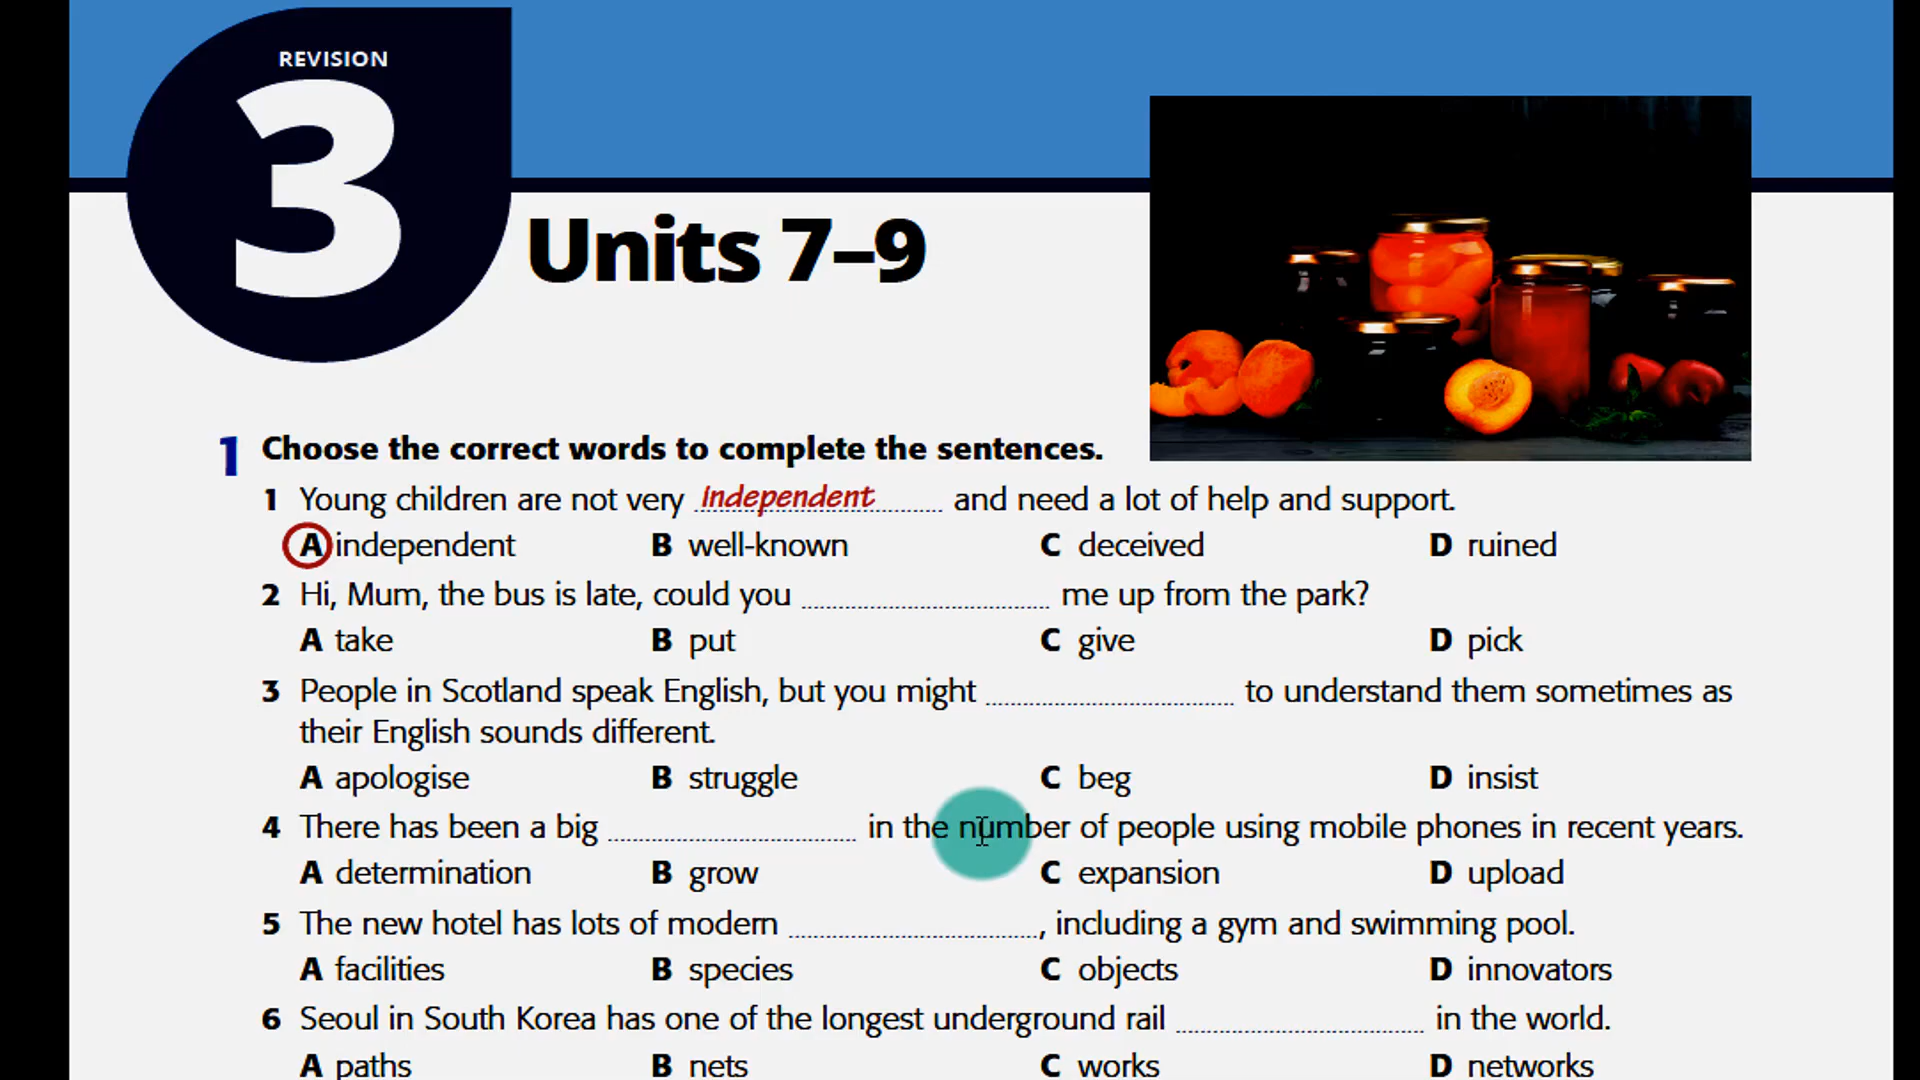 REVISION
3
Units 7–9
1 Choose the correct words to complete the sentences.
1 Young children are not very independent and need a lot of help and support.
A independent B well-known C deceived D ruined
2 Hi, Mum, the bus is late, could you ........ me up from the park?
A take B put C give D pick
3 People in Scotland speak English, but you might ........ to understand them sometimes as
their English sounds different.
A apologise B struggle C beg D insist
4 There has been a big ........ in the number of people using mobile phones in recent years.
A determination B grow C expansion D upload
5 The new hotel has lots of modern ........, including a gym and swimming pool.
A facilities B species C objects D innovators
6 Seoul in South Korea has one of the longest underground rail ........ in the world.
A paths B nets C works D networks